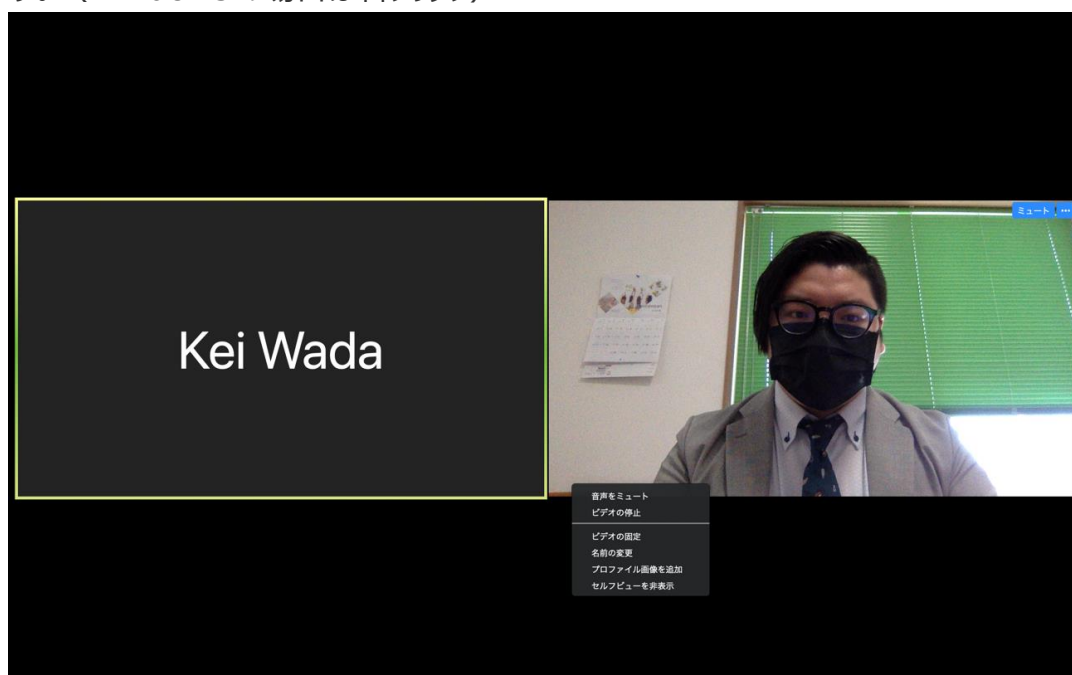 Kei Wada
ミュート
音声をミュート
ビデオの停止
ビデオの固定
名前の変更
プロファイル画像を追加
セルフビューを非表示